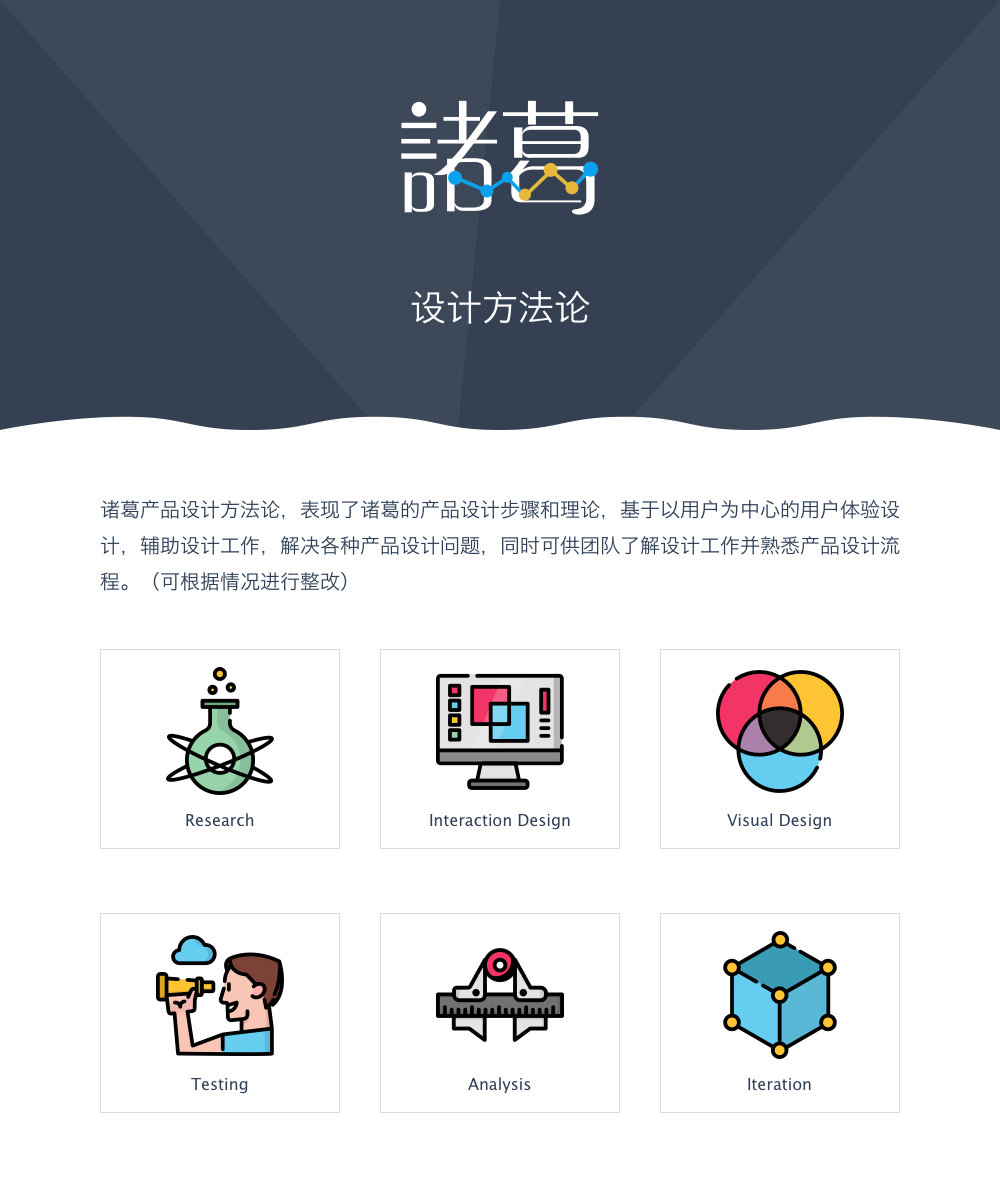 諸葛
设计方法论
诸葛产品设计方法论，表现了诸葛的产品设计步骤和理论，基于以用户为中心的用户体验设
计，辅助设计工作，解决各种产品设计问题，同时可供团队了解设计工作并熟悉产品设计流
程。（可根据情况进行整改）
Research
Interaction Design
Visual Design
Testing
Analysis
Iteration